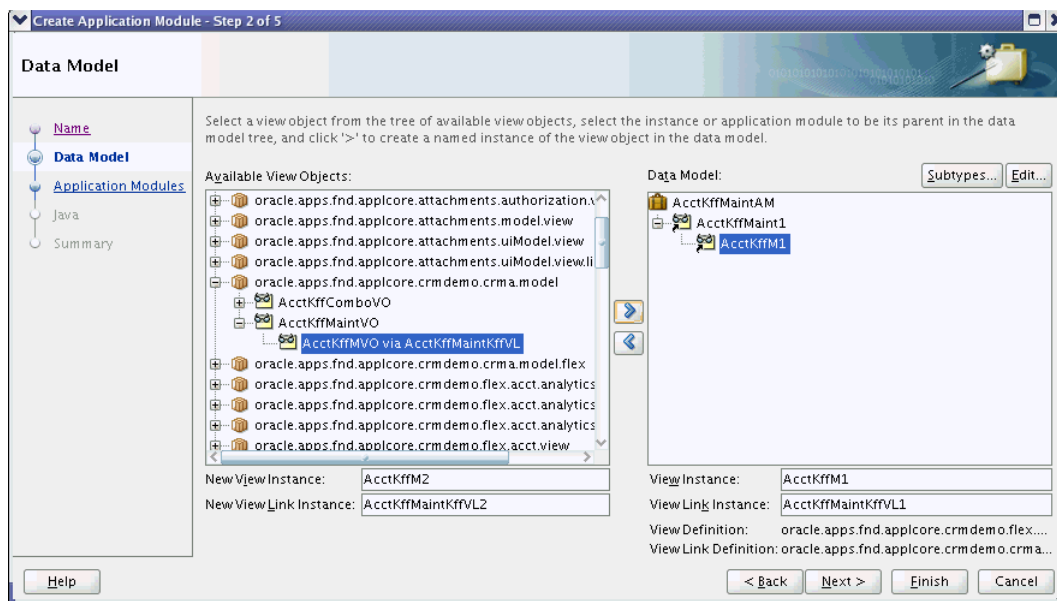 Create Application Module - Step 2 of 5
Data Model
Name
Data Model
Application Modules
Java
Summary
Select a view object from the tree of available view objects, select the instance or application module to be its parent in the data
model tree, and click '>' to create a named instance of the view object in the data model.
Available View Objects:
oracle.apps.fnd.applcore.attachments.authorization.v
oracle.apps.fnd.applcore.attachments.model.view
oracle.apps.fnd.applcore.attachments.uiModel.view
oracle.apps.fnd.applcore.attachments.uiModel.view.li
oracle.apps.fnd.applcore.crmdemo.crma.model
AcctKffComboVO
AcctKffMaintVO
AcctKffMVO via AcctKffMaintKffVL
oracle.apps.fnd.applcore.crmdemo.crma.model.flex
oracle.apps.fnd.applcore.crmdemo.flex.acct.analytics
oracle.apps.fnd.applcore.crmdemo.flex.acct.analytics
oracle.apps.fnd.applcore.crmdemo.flex.acct.analytics
oracle.apps.fnd.applcore.crmdemo.flex.acct.view
New View Instance: AcctKffM2
New View Link Instance: AcctKffMaintKffVL2
Data Model:
Subtypes... Edit...
AcctKffMaintAM
AcctKffMaint1
AcctKffM1
View Instance: AcctKffM1
View Link Instance: AcctKffMaintKffVL1
View Definition: oracle.apps.fnd.applcore.crmdemo.flex....
View Link Definition: oracle.apps.fnd.applcore.crmdemo.crma...
Help
< Back Next > Finish Cancel